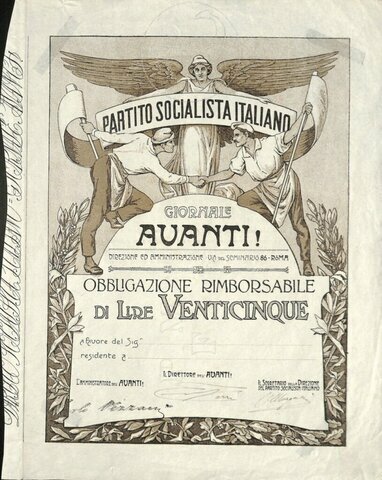 PARTITO SOCIALISTA ITALIANO
GIORNALE
AVANTI!
DIREZIONE ED AMMINISTRAZIONE - VIA DEL SEMINARIO 86 - ROMA
OBBLIGAZIONE RIMBORSABILE
DI LIRE VENTICINQUE
a favore del Sig.
residente a
IL DIRETTORE DELL'AVANTI!
L'AMMINISTRATORE DELL'AVANTI!
IL SEGRETARIO DELLA DIREZIONE
DEL PARTITO SOCIALISTA ITALIANO